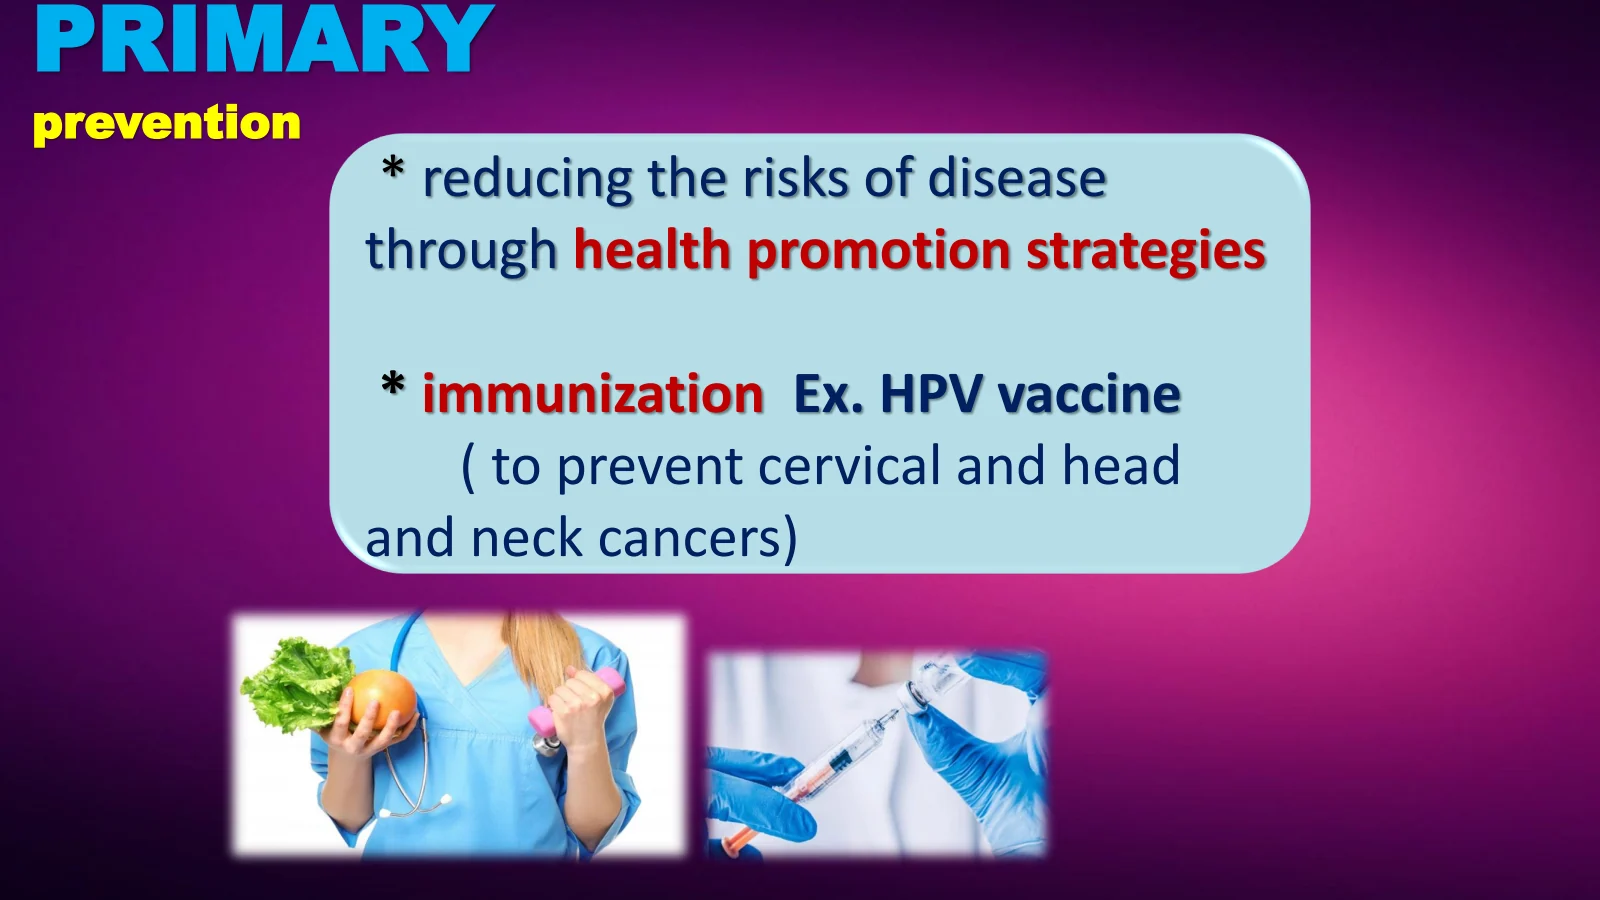 PRIMARY
prevention
* reducing the risks of disease
through health promotion strategies
* immunization  Ex. HPV vaccine
( to prevent cervical and head
and neck cancers)